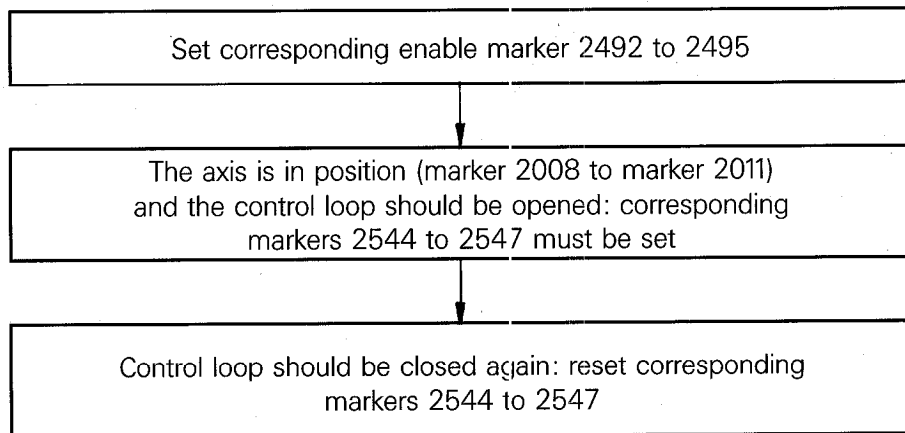 Set corresponding enable marker 2492 to 2495
The axis is in position (marker 2008 to marker 2011)
and the control loop should be opened: corresponding
markers 2544 to 2547 must be set
Control loop should be closed again: reset corresponding
markers 2544 to 2547